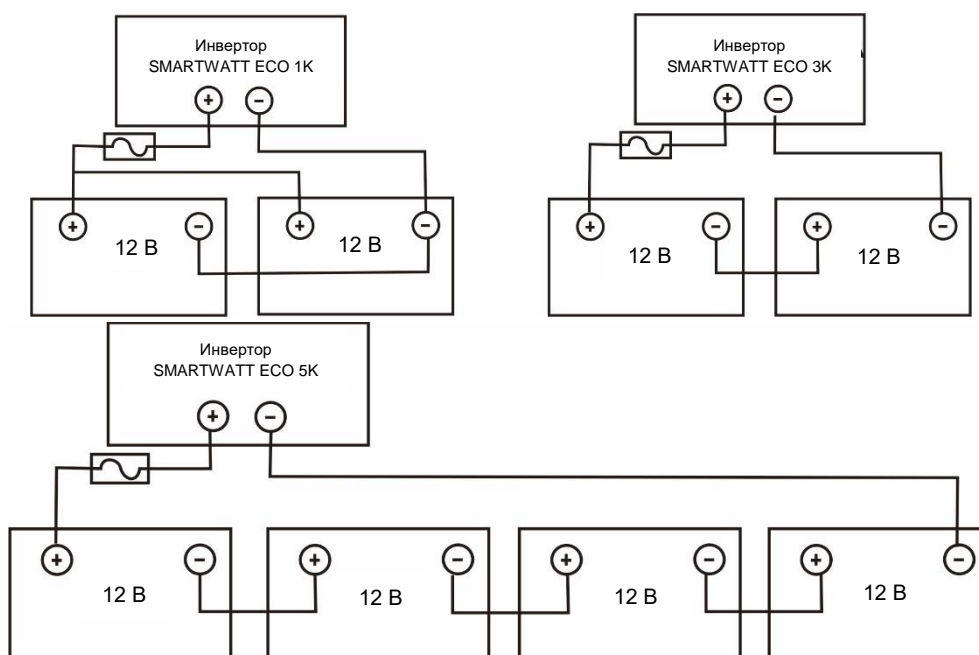 Инвертор
SMARTWATT ECO 1K
+ −
+ − + −
12 В 12 В
Инвертор
SMARTWATT ECO 3K
+ −
+ − + −
12 В 12 В
Инвертор
SMARTWATT ECO 5K
+ −
+ − + − + − + −
12 В 12 В 12 В 12 В